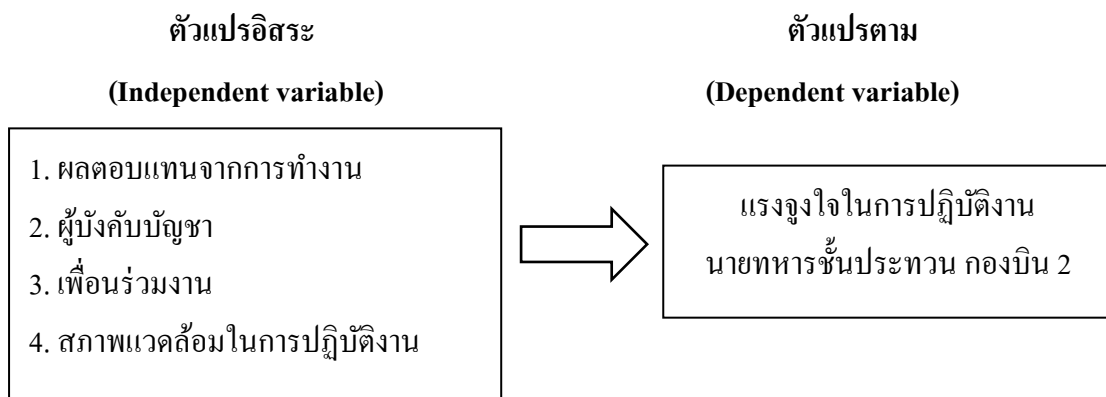 ตัวแปรอิสระ
(Independent variable)
1. ผลตอบแทนจากการทำงาน
2. ผู้บังคับบัญชา
3. เพื่อนร่วมงาน
4. สภาพแวดล้อมในการปฏิบัติงาน
ตัวแปรตาม
(Dependent variable)
แรงจูงใจในการปฏิบัติงาน
นายทหารชั้นประทวน กองบิน 2